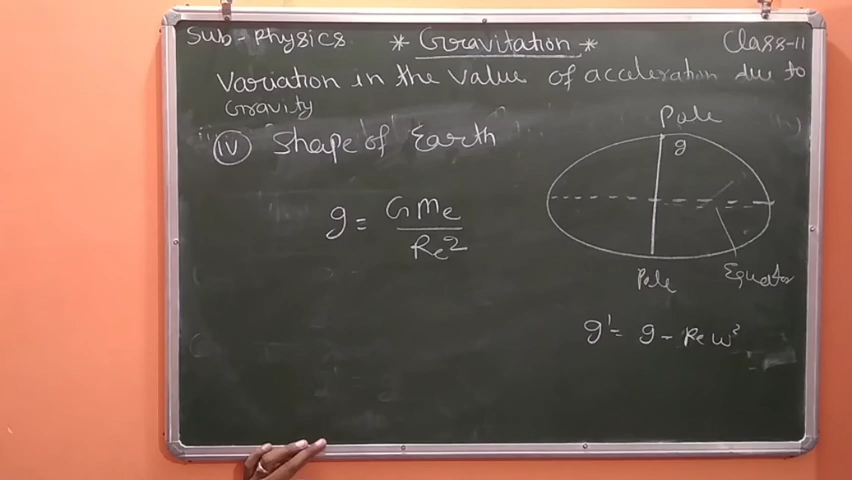 Sub - Physics * Gravitation * Class-11
Variation in the value of acceleration due to
Gravity
(iv) Shape of Earth
Pole
g
g = GMe / Re²
Pole
Equator
g' = g - Re ω²